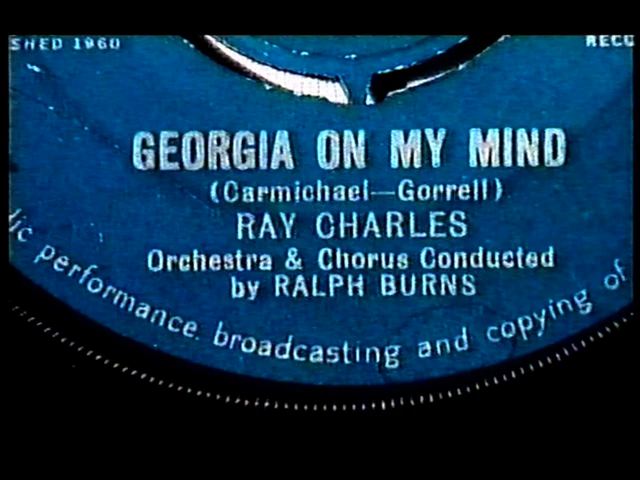 SHED 1960
RECO
GEORGIA ON MY MIND
(Carmichael—Gorrell)
RAY CHARLES
Orchestra & Chorus Conducted
by RALPH BURNS
lic performance. broadcasting and copying of